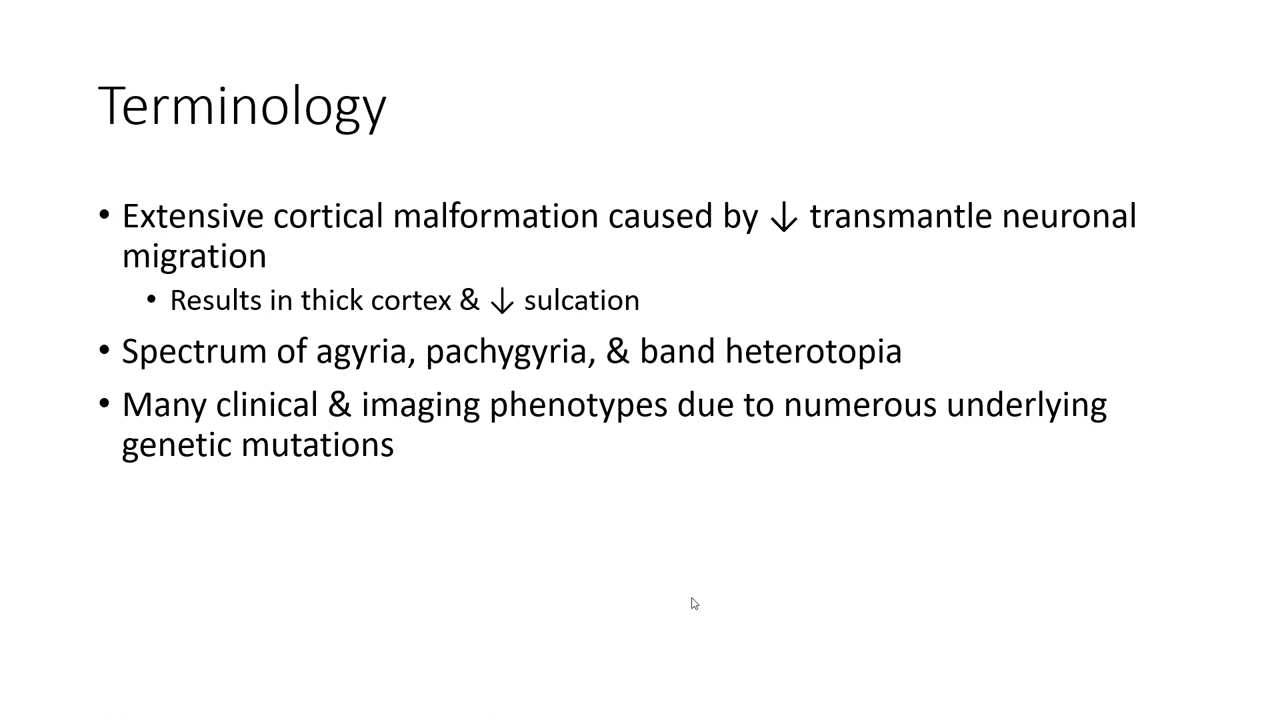 Terminology
• Extensive cortical malformation caused by ↓ transmantle neuronal
migration
• Results in thick cortex & ↓ sulcation
• Spectrum of agyria, pachygyria, & band heterotopia
• Many clinical & imaging phenotypes due to numerous underlying
genetic mutations